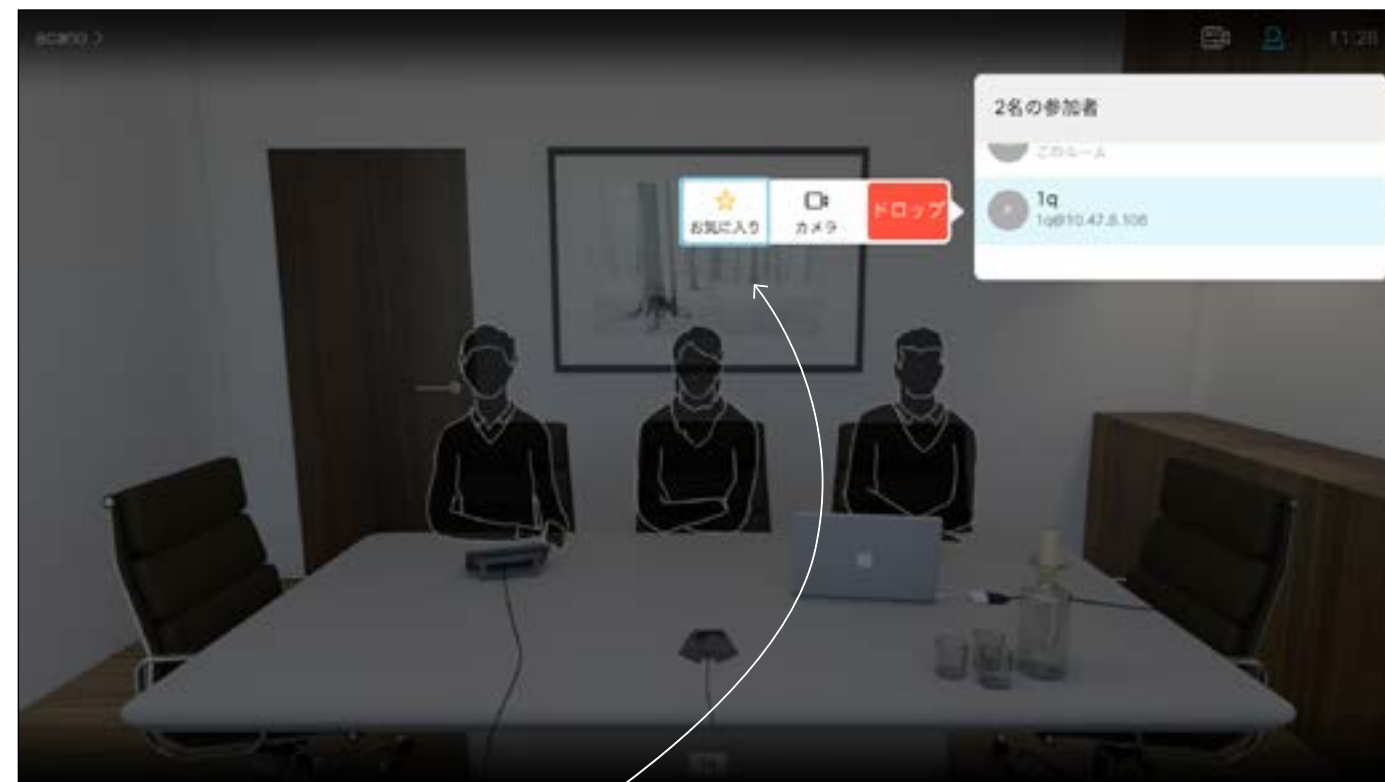 acano >
11:28
2名の参加者
このルーム
1q
1q@10.47.8.108
お気に入り
カメラ
ドロップ